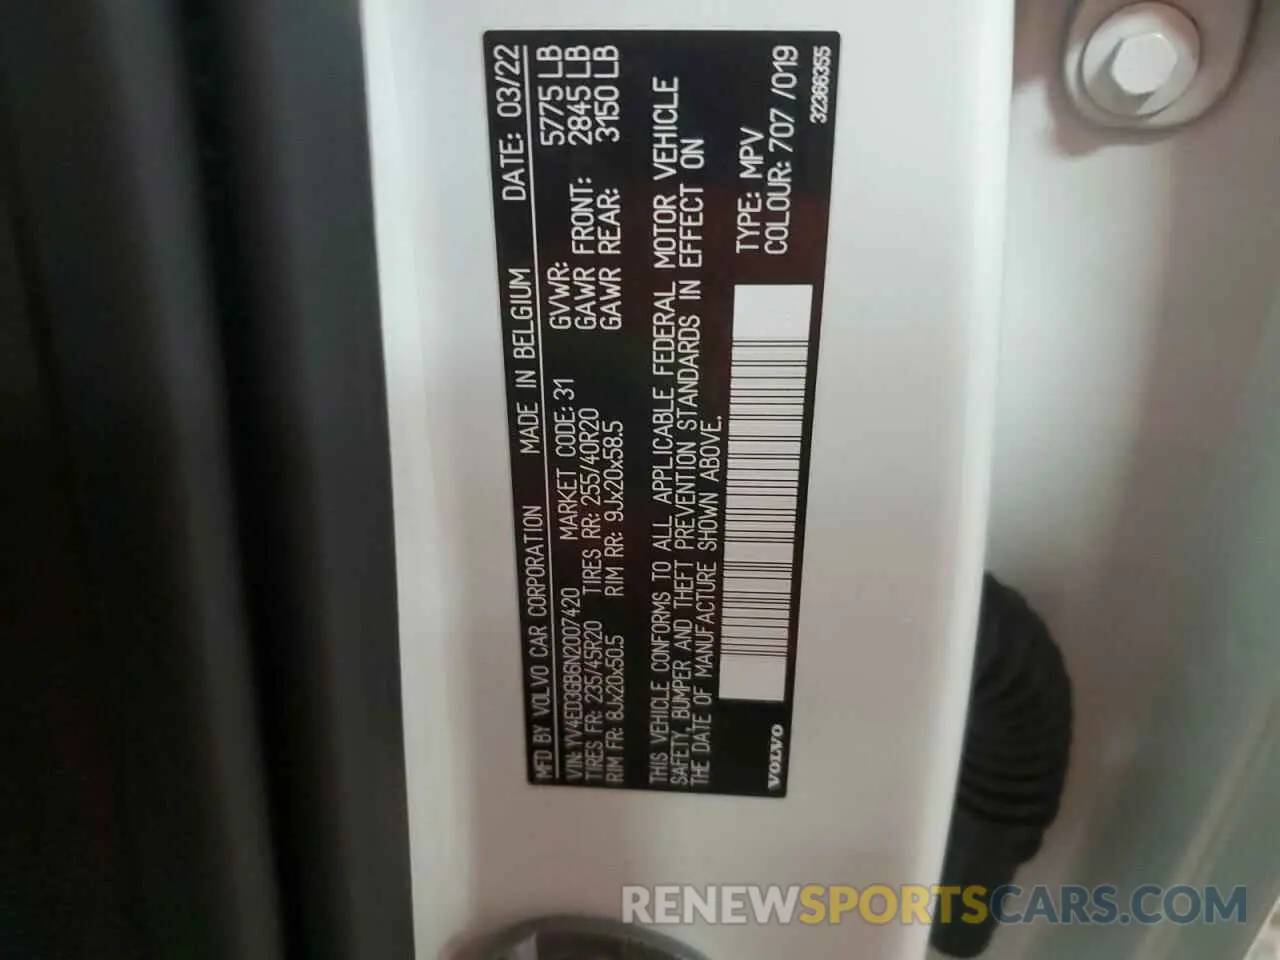 MFD BY VOLVO CAR CORPORATION MADE IN BELGIUM DATE: 03/22
VIN: YV4ED3GB6N2007420 MARKET CODE: 31 GVWR: 5775 LB
TIRES FR: 235/45R20 TIRES RR: 255/40R20 GAWR FRONT: 2845 LB
RIM FR: 8Jx20x50.5 RIM RR: 9Jx20x58.5 GAWR REAR: 3150 LB
THIS VEHICLE CONFORMS TO ALL APPLICABLE FEDERAL MOTOR VEHICLE
SAFETY, BUMPER AND THEFT PREVENTION STANDARDS IN EFFECT ON
THE DATE OF MANUFACTURE SHOWN ABOVE.
TYPE: MPV
COLOUR: 707 /019
VOLVO
32366355
RENEWSPORTSCARS.COM